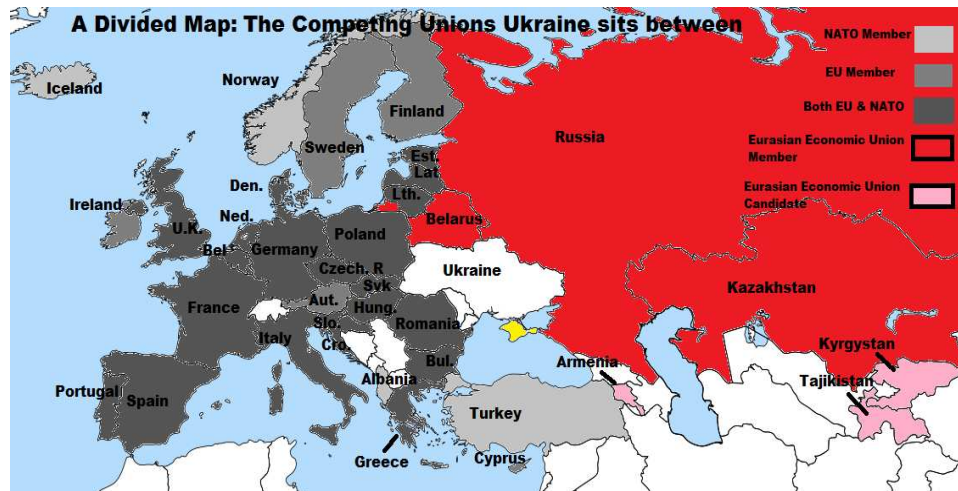 A Divided Map: The Competing Unions Ukraine sits between
NATO Member
EU Member
Both EU & NATO
Eurasian Economic Union
Member
Eurasian Economic Union
Candidate
Iceland
Norway
Finland
Sweden
Russia
Est.
Lat
Lth.
Den.
Ireland
Ned.
U.K.
Belarus
Bel
Germany
Poland
Ukraine
Czech. R
Svk
Kazakhstan
France
Aut.
Hung.
Italy
Slo.
Romania
Cro.
Kyrgystan
Bul.
Armenia
Albania
Tajikistan
Portugal
Spain
Turkey
Greece
Cyprus